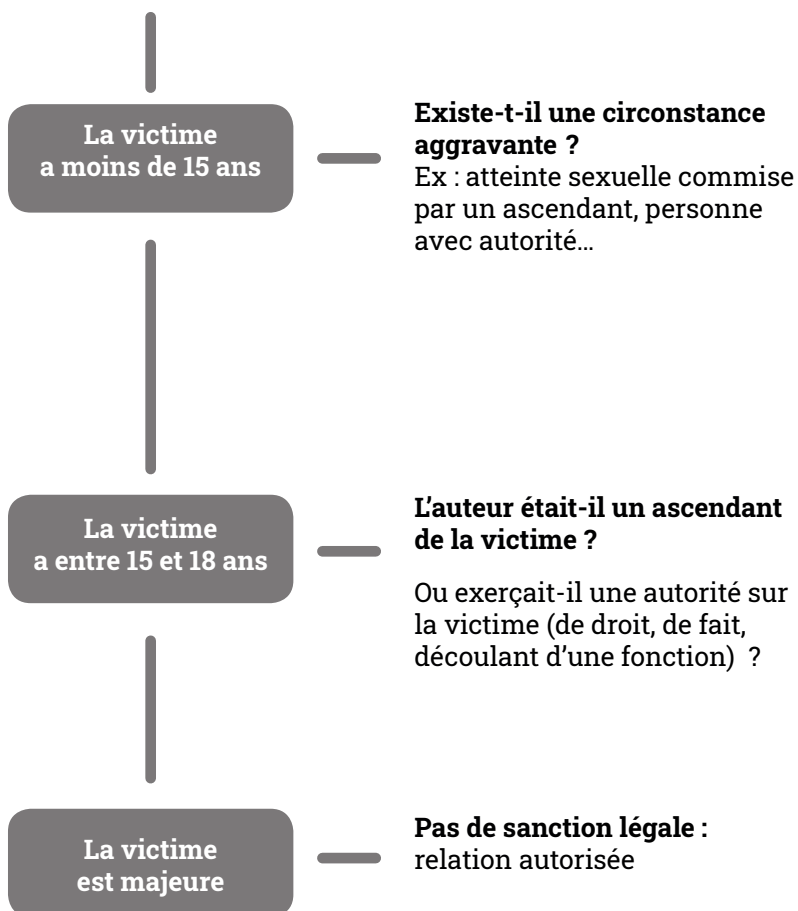 La victime
a moins de 15 ans
Existe-t-il une circonstance
aggravante ?
Ex : atteinte sexuelle commise
par un ascendant, personne
avec autorité…
La victime
a entre 15 et 18 ans
L’auteur était-il un ascendant
de la victime ?
Ou exerçait-il une autorité sur
la victime (de droit, de fait,
découlant d’une fonction) ?
La victime
est majeure
Pas de sanction légale :
relation autorisée